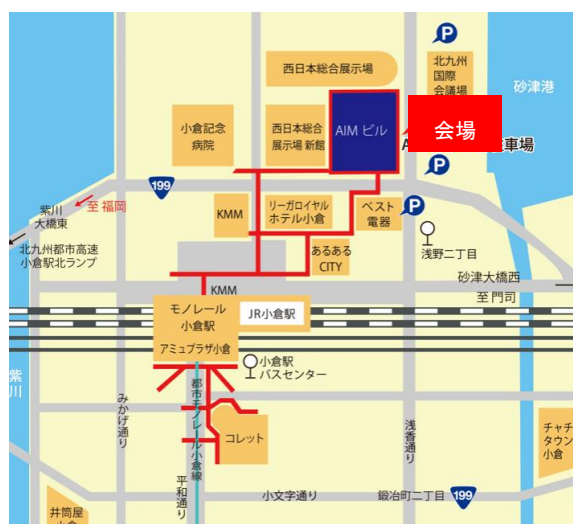 P
西日本総合展示場
北九州
国際
会議場
砂津港
小倉記念
病院
西日本総合
展示場 新館
AIM ビル
会場
A
車場
P
199
至 福岡
紫川
大橋東
北九州都市高速
小倉駅北ランプ
KMM
リーガロイヤル
ホテル小倉
ベスト
電器
P
あるある
CITY
浅野二丁目
KMM
砂津大橋西
至 門司
モノレール
小倉駅
JR小倉駅
アミュプラザ小倉
小倉駅
バスセンター
紫川
みかげ通り
都市モノレール小倉線
コレット
浅香通り
チャチャ
タウン
小倉
平和通り
小文字通り
鍛冶町二丁目
199
井筒屋